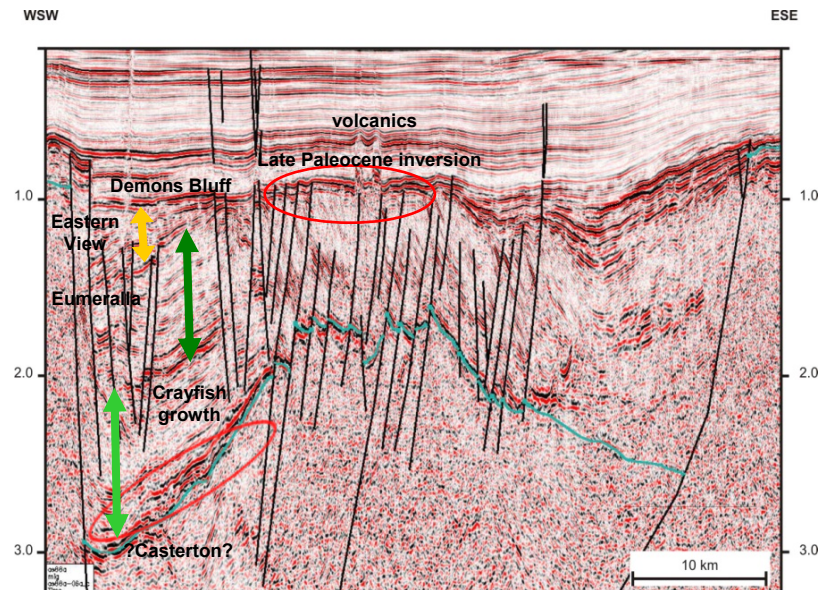 WSW
ESE
volcanics
Late Paleocene inversion
Demons Bluff
1.0
1.0
Eastern
View
Eumeralla
2.0
2.0
Crayfish
growth
3.0
?Casterton?
3.0
10 km